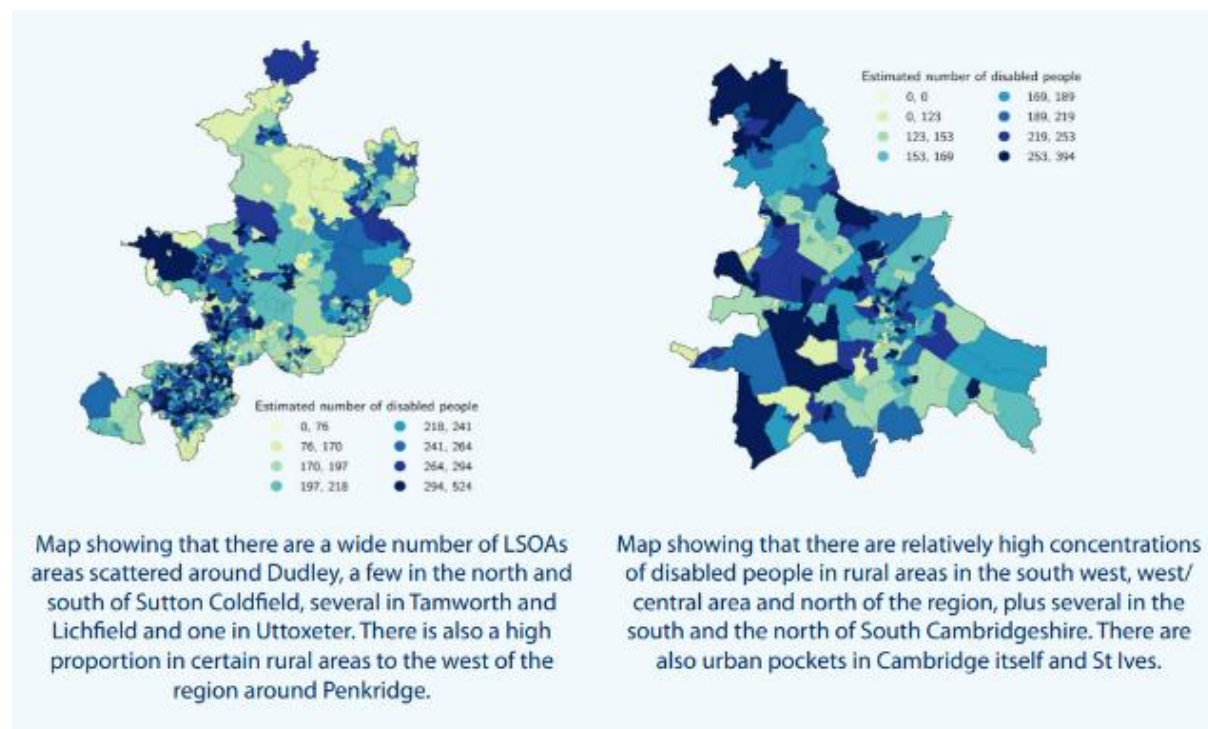 Estimated number of disabled people
0, 0
0, 123
123, 153
153, 169
169, 189
189, 219
219, 253
253, 394
Estimated number of disabled people
0, 76
76, 170
170, 197
197, 218
218, 241
241, 264
264, 294
294, 524
Map showing that there are a wide number of LSOAs
areas scattered around Dudley, a few in the north and
south of Sutton Coldfield, several in Tamworth and
Lichfield and one in Uttoxeter. There is also a high
proportion in certain rural areas to the west of the
region around Penkridge.
Map showing that there are relatively high concentrations
of disabled people in rural areas in the south west, west/
central area and north of the region, plus several in the
south and the north of South Cambridgeshire. There are
also urban pockets in Cambridge itself and St Ives.